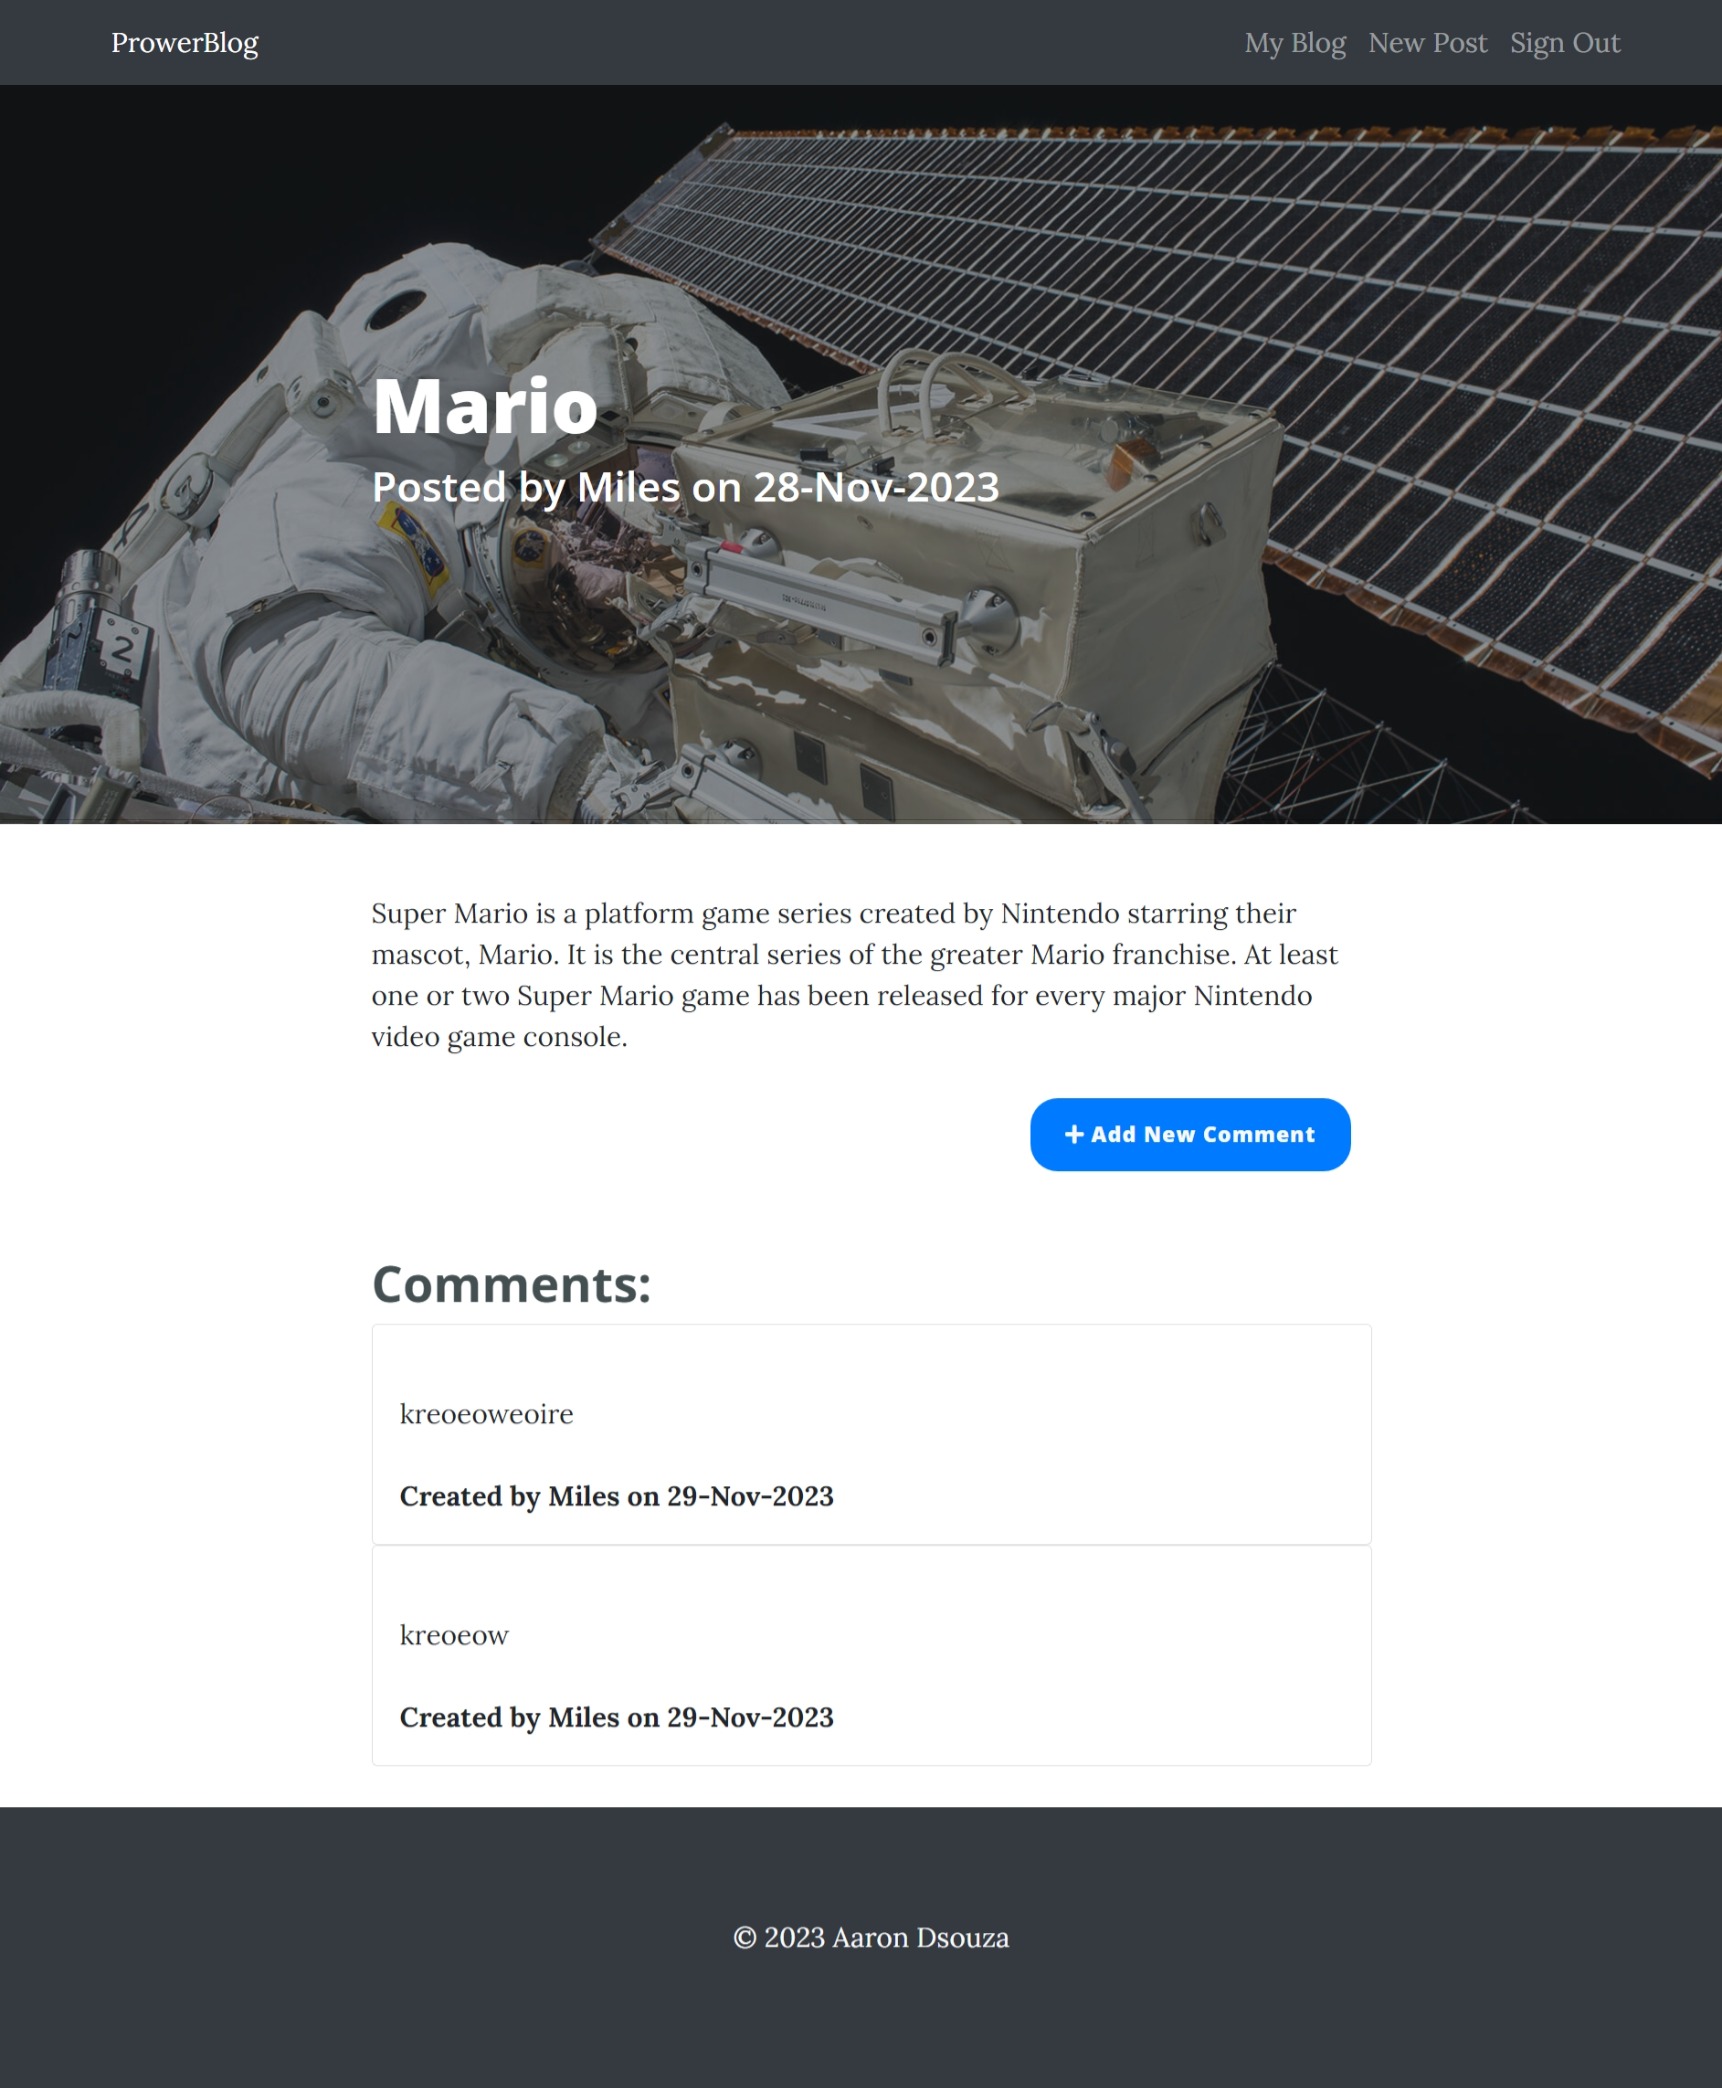 ProwerBlog
My Blog New Post Sign Out
Mario
Posted by Miles on 28-Nov-2023
2
Super Mario is a platform game series created by Nintendo starring their
mascot, Mario. It is the central series of the greater Mario franchise. At least
one or two Super Mario game has been released for every major Nintendo
video game console.
+ Add New Comment
Comments:
kreoeoweoire
Created by Miles on 29-Nov-2023
kreoeow
Created by Miles on 29-Nov-2023
© 2023 Aaron Dsouza